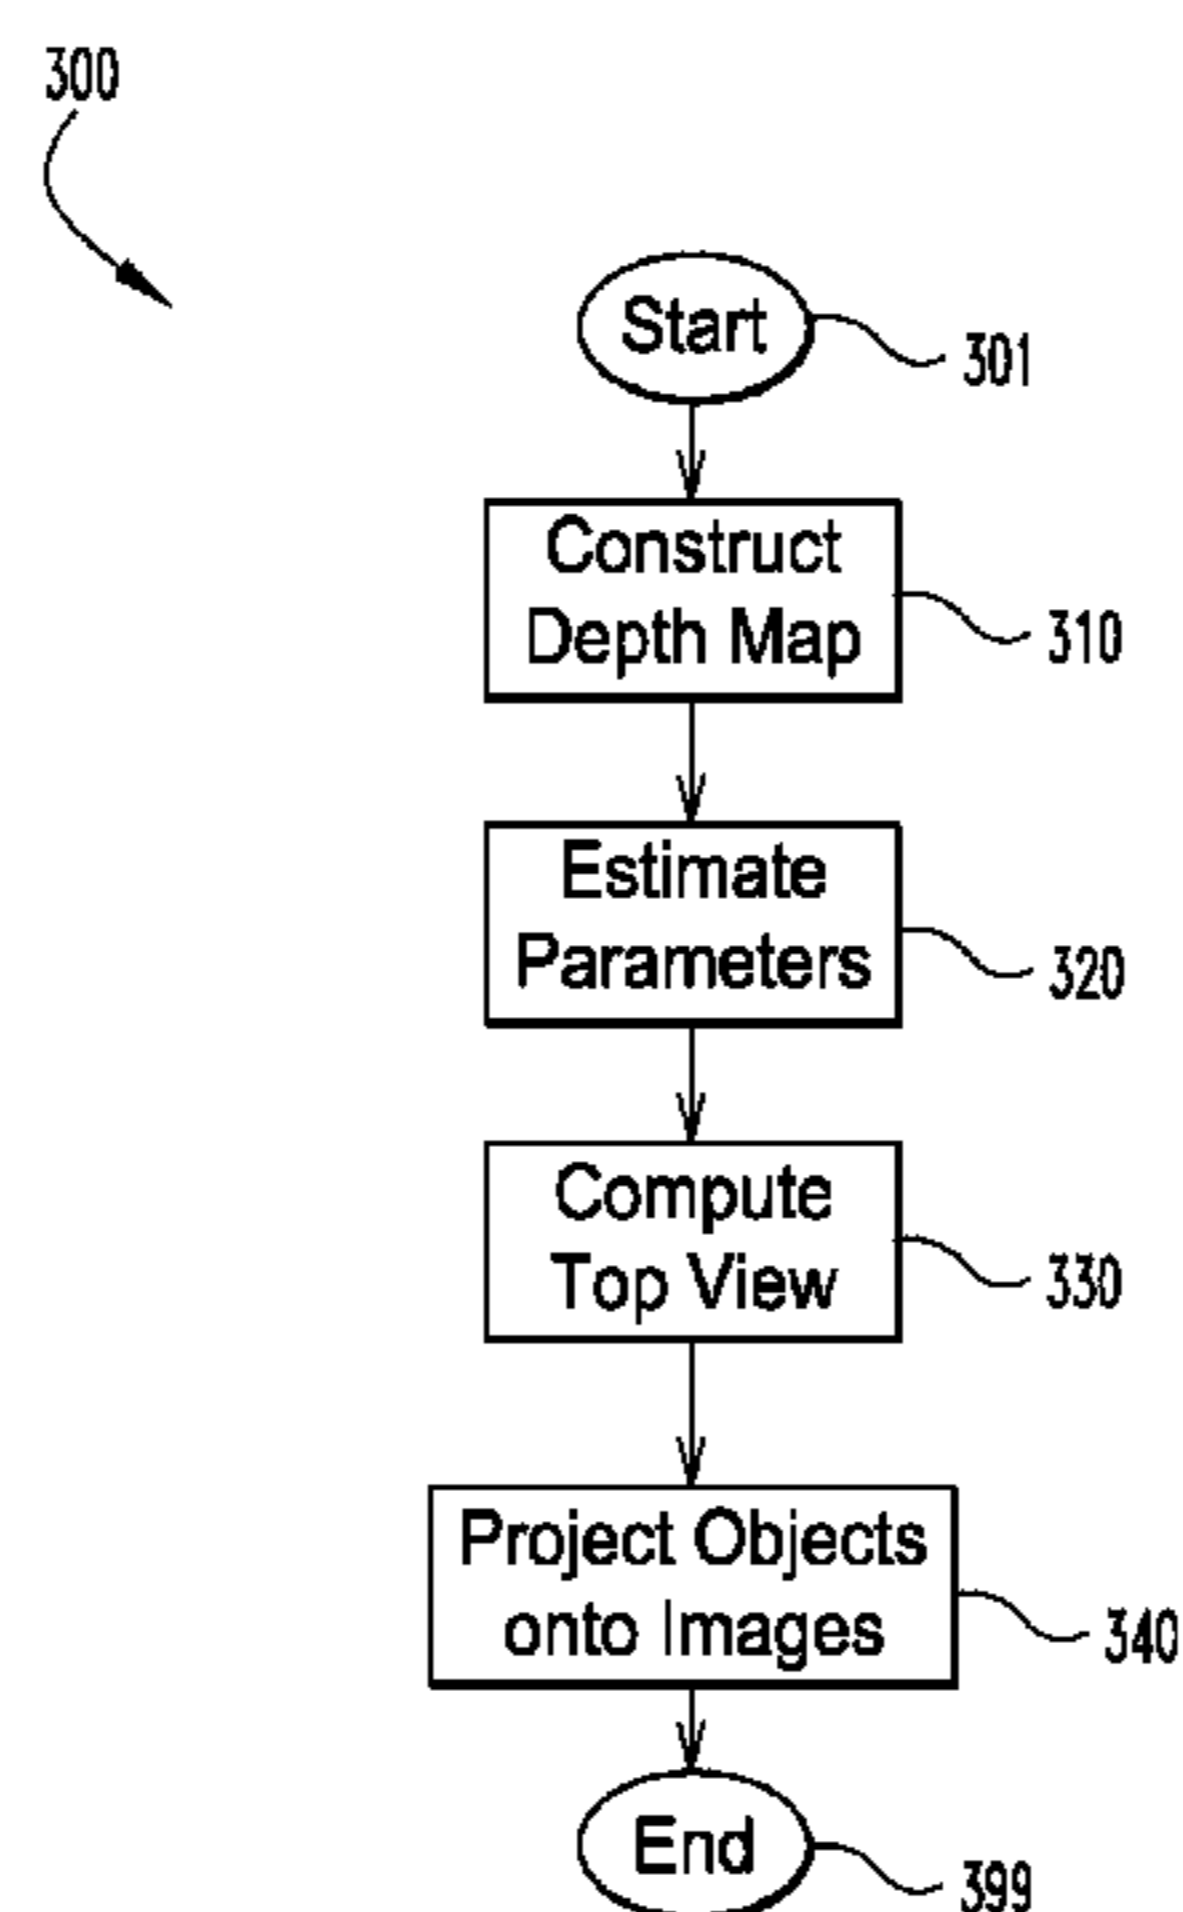 300
Start
301
Construct
Depth Map
310
Estimate
Parameters
320
Compute
Top View
330
Project Objects
onto Images
340
End
399